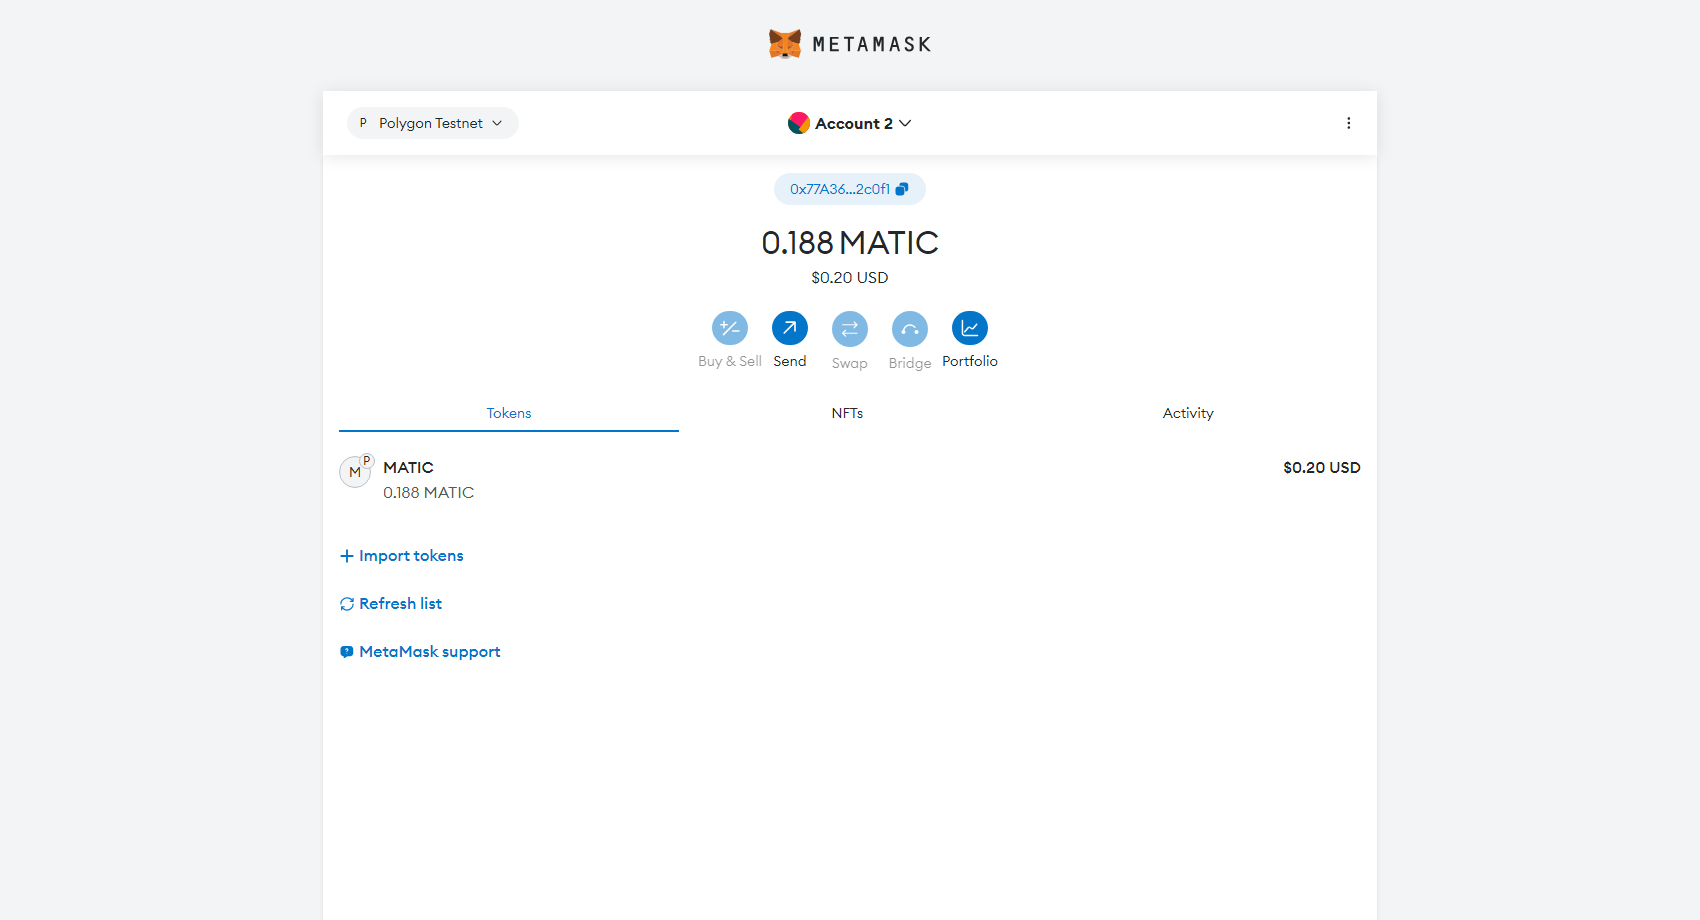 METAMASK
P Polygon Testnet
Account 2
0x77A36...2c0f1
0.188 MATIC
$0.20 USD
Buy & Sell
Send
Swap
Bridge
Portfolio
Tokens
NFTs
Activity
M
P
MATIC
$0.20 USD
0.188 MATIC
Import tokens
Refresh list
MetaMask support